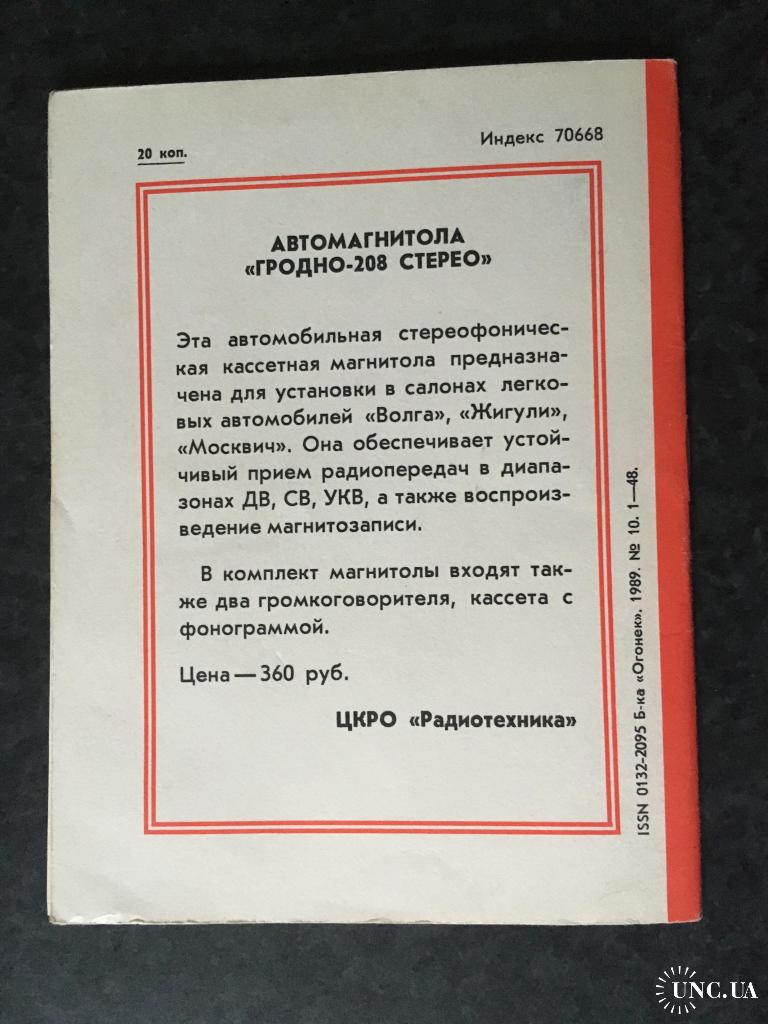 20 коп.
Индекс 70668
АВТОМАГНИТОЛА
«ГРОДНО-208 СТЕРЕО»
Эта автомобильная стереофоничес-
кая кассетная магнитола предназна-
чена для установки в салонах легко-
вых автомобилей «Волга», «Жигули»,
«Москвич». Она обеспечивает устой-
чивый прием радиопередач в диапа-
зонах ДВ, СВ, УКВ, а также воспроиз-
ведение магнитозаписи.
В комплект магнитолы входят так-
же два громкоговорителя, кассета с
фонограммой.
Цена — 360 руб.
ЦКРО «Радиотехника»
ISSN 0132-2095 Б-ка «Огонек». 1989. № 10. 1—48.
UNC.UA